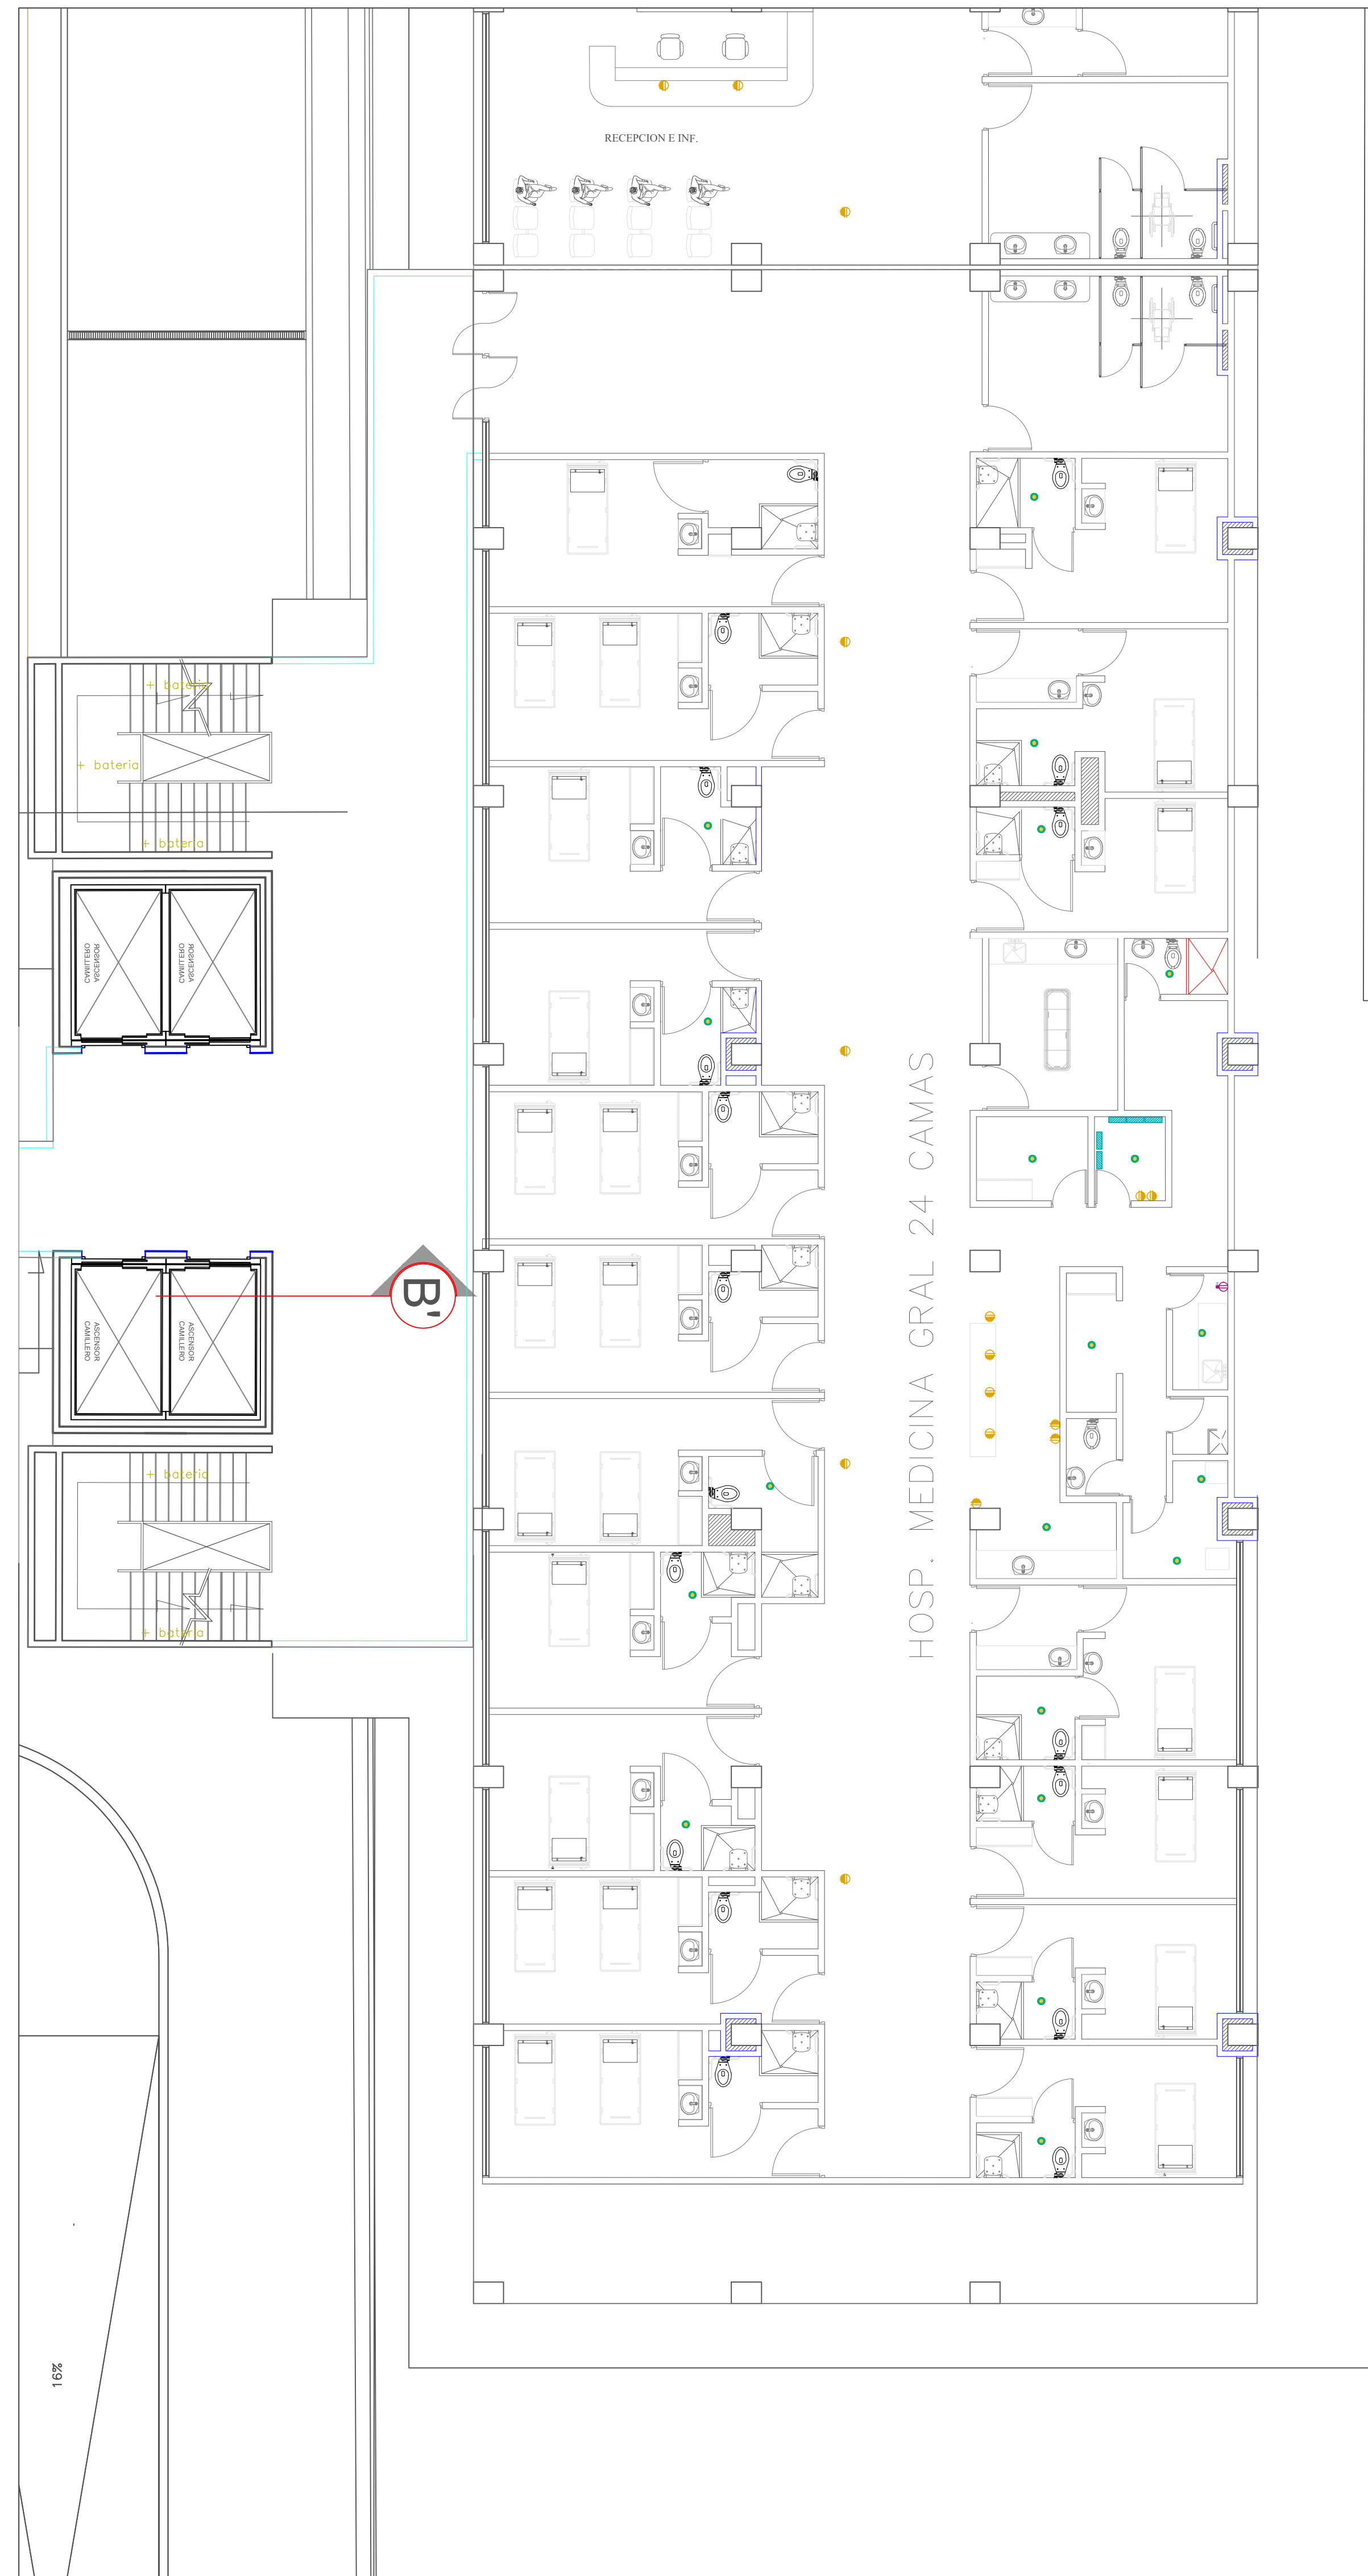 RECEPCION E INF.
+ bateria
+ bateria
+ bateria
ASCENSOR
CAMILLERO
ASCENSOR
CAMILLERO
HOSP. MEDICINA GRAL 24 CAMAS
B'
ASCENSOR
CAMILLERO
ASCENSOR
CAMILLERO
+ bateria
+ bateria
16%